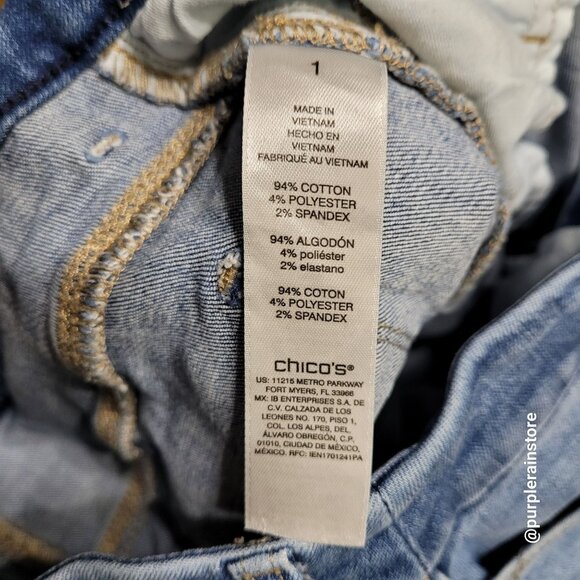 1
MADE IN
VIETNAM
HECHO EN
VIETNAM
FABRIQUÉ AU VIETNAM
94% COTTON
4% POLYESTER
2% SPANDEX
94% ALGODÓN
4% poliéster
2% elastano
94% COTON
4% POLYESTER
2% SPANDEX
chico's®
US: 11215 METRO PARKWAY
FORT MYERS, FL 33966
MX: IB ENTERPRISES S.A. DE
C.V. CALZADA DE LOS
LEONES NO. 170, PISO 1,
COL. LOS ALPES, DEL.
ÁLVARO OBREGÓN, C.P.
01010, CIUDAD DE MÉXICO,
MÉXICO. RFC: IEN1701241PA
@purplerainstore